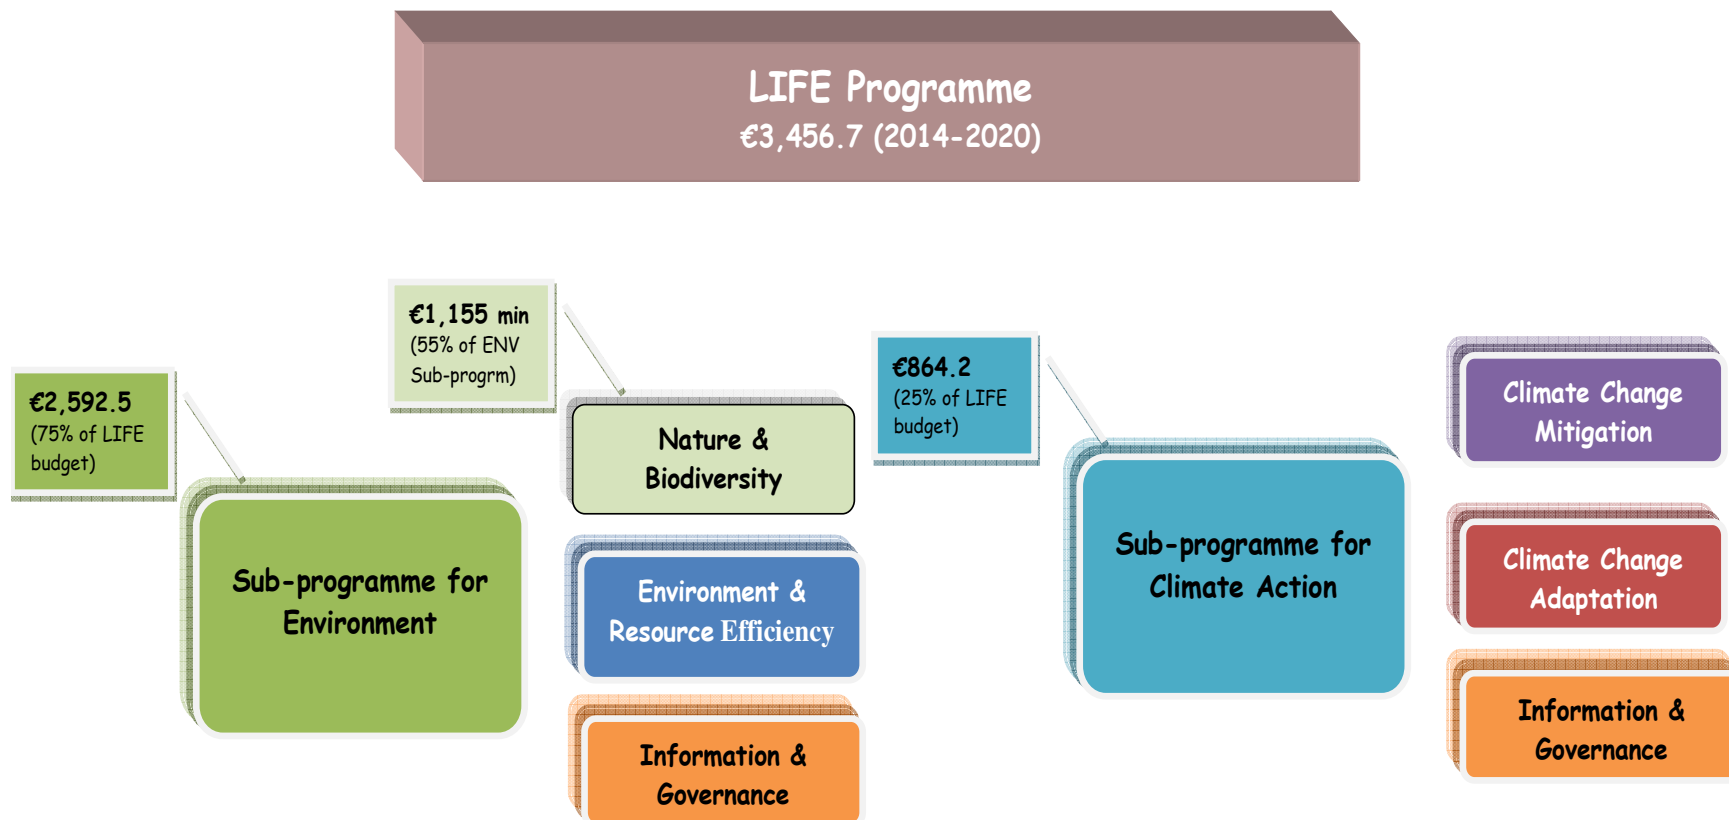 LIFE Programme
€3,456.7 (2014-2020)
€2,592.5
(75% of LIFE
budget)
Sub-programme for
Environment
€1,155 min
(55% of ENV
Sub-progrm)
Nature &
Biodiversity
Environment &
Resource Efficiency
Information &
Governance
€864.2
(25% of LIFE
budget)
Sub-programme for
Climate Action
Climate Change
Mitigation
Climate Change
Adaptation
Information &
Governance